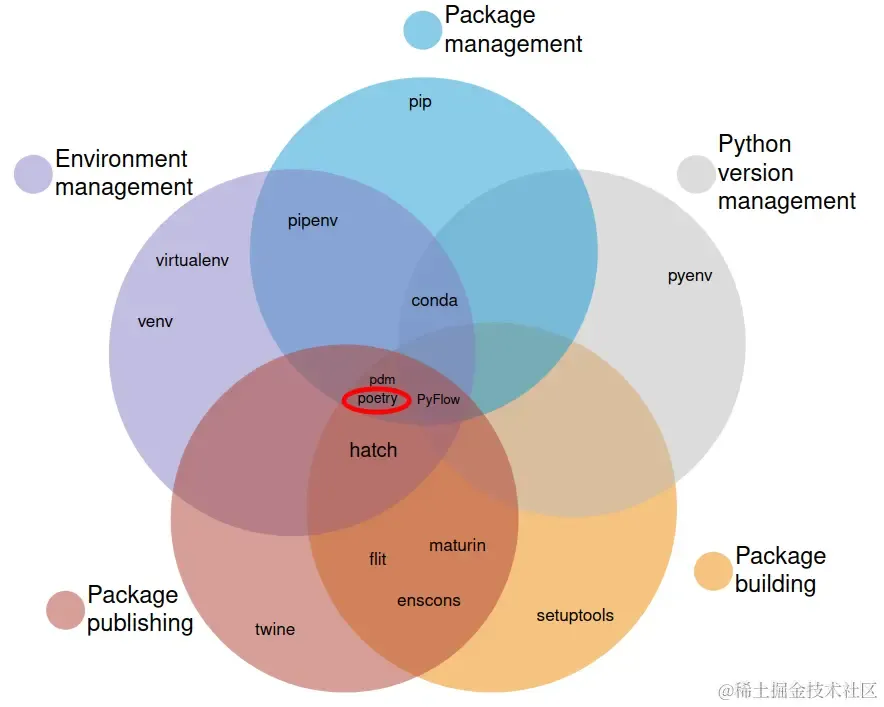 Package
management
pip
Environment
management
Python
version
management
pipenv
virtualenv
pyenv
conda
venv
pdm
poetry
PyFlow
hatch
maturin
flit
Package
building
Package
publishing
enscons
setuptools
twine
@稀土掘金技术社区